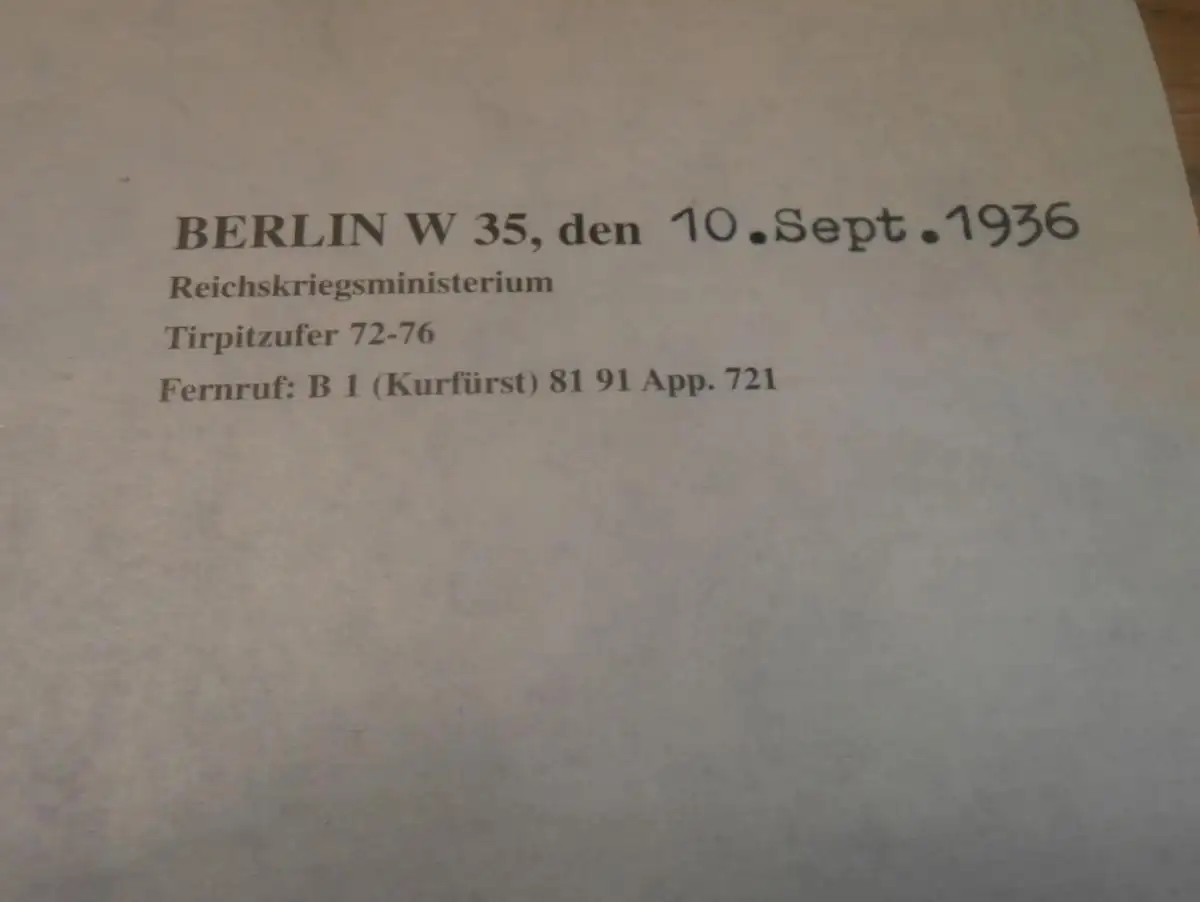 BERLIN W 35, den 10.Sept.1936
Reichskriegsministerium
Tirpitzufer 72-76
Fernruf: B 1 (Kurfürst) 81 91 App. 721